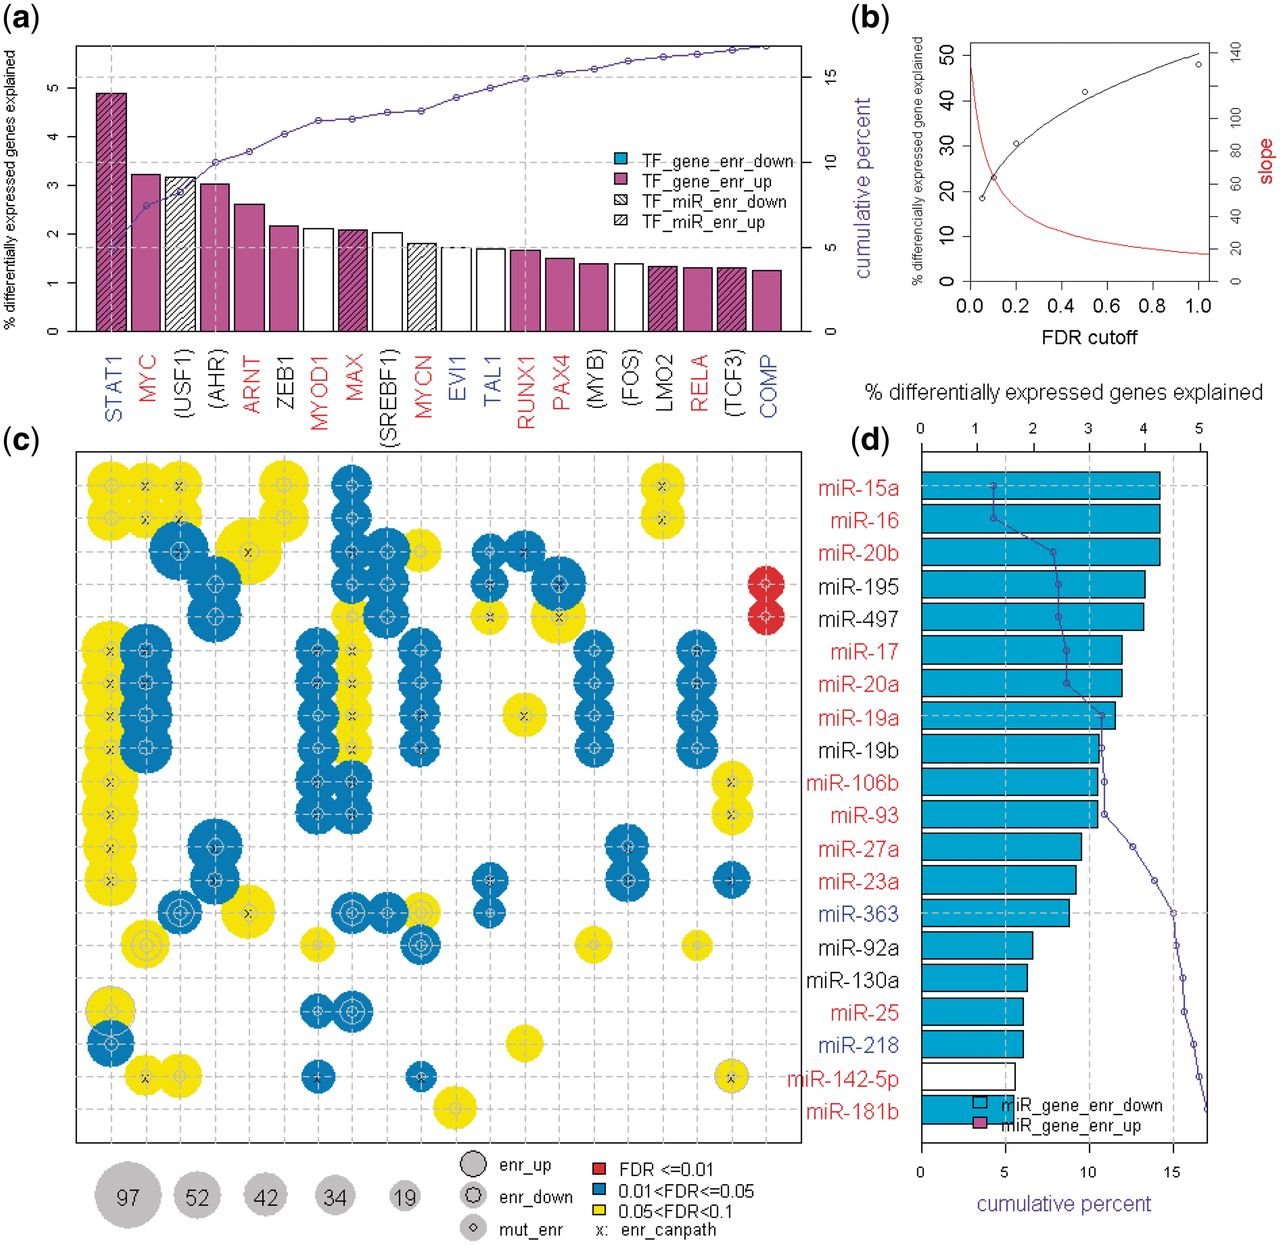 (a)
% differentially expressed genes explained
0 1 2 3 4 5
0 5 10 15
cumulative percent
TF_gene_enr_down
TF_gene_enr_up
TF_miR_enr_down
TF_miR_enr_up
STAT1
MYC
(USF1)
(AHR)
ARNT
ZEB1
MYOD1
MAX
(SREBF1)
MYCN
EVI1
TAL1
RUNX1
PAX4
(MYB)
(FOS)
LMO2
RELA
(TCF3)
COMP
(b)
% differencially expressed gene explained
0 10 20 30 40 50
0 20 40 60 80 100 140
slope
0.0 0.2 0.4 0.6 0.8 1.0
FDR cutoff
(c)
x x
x x
x
x x
x
x x
x
x x
x
x x
x x
x x x
x x
x x
x x x x
x x
x x
x x
x
x x
x
x x x x
97 52 42 34 19
enr_up
enr_down
mut_enr
FDR <=0.01
0.01<FDR<=0.05
0.05<FDR<0.1
x: enr_canpath
(d)
% differentially expressed genes explained
0 1 2 3 4 5
miR-15a
miR-16
miR-20b
miR-195
miR-497
miR-17
miR-20a
miR-19a
miR-19b
miR-106b
miR-93
miR-27a
miR-23a
miR-363
miR-92a
miR-130a
miR-25
miR-218
miR-142-5p
miR-181b
miR_gene_enr_down
miR_gene_enr_up
0 5 10 15
cumulative percent